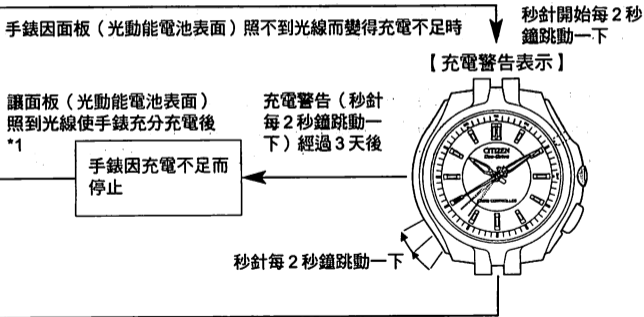 手錶因面板（光動能電池表面）照不到光線而變得充電不足時
秒針開始每2秒
鐘跳動一下
【充電警告表示】
讓面板（光動能電池表面）
照到光線使手錶充分充電後
*1
充電警告（秒針
每2秒鐘跳動一
下）經過3天後
手錶因充電不足而
停止
CITIZEN
Eco-Drive
秒針每2秒鐘跳動一下